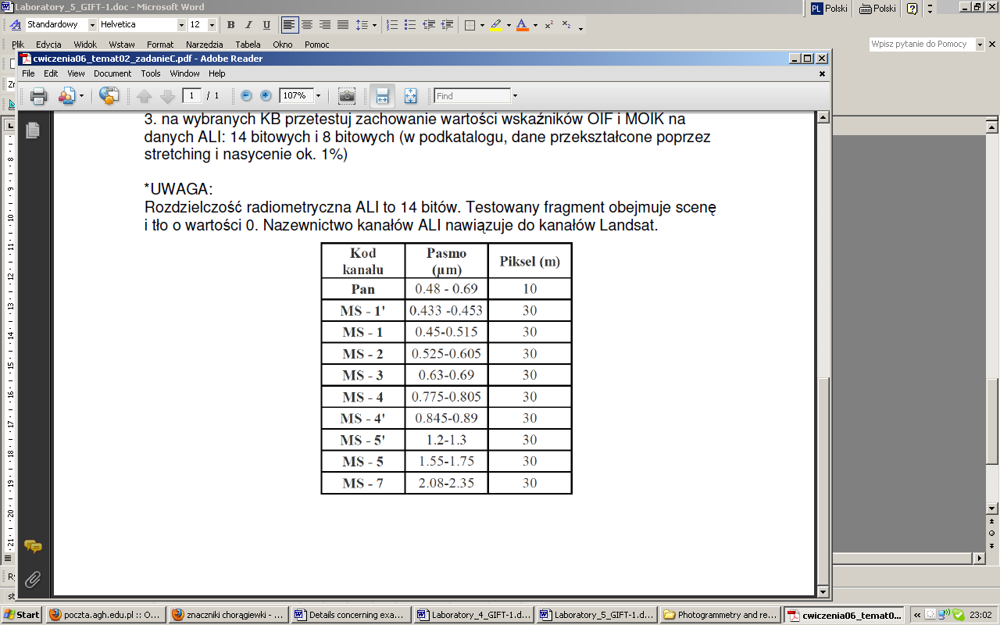 Laboratory_5_GIFT-1.doc - Microsoft Word
PL Polski Polski
Standardowy Helvetica 12 B I U
Plik Edycja Widok Wstaw Format Narzędzia Tabela Okno Pomoc
Wpisz pytanie do Pomocy
cwiczenia06_temat02_zadanieC.pdf - Adobe Reader
File Edit View Document Tools Window Help
1 / 1 107% Find
3. na wybranych KB przetestuj zachowanie wartości wskaźników OIF i MOIK na
danych ALI: 14 bitowych i 8 bitowych (w podkatalogu, dane przekształcone poprzez
stretching i nasycenie ok. 1%)
*UWAGA:
Rozdzielczość radiometryczna ALI to 14 bitów. Testowany fragment obejmuje scenę
i tło o wartości 0. Nazewnictwo kanałów ALI nawiązuje do kanałów Landsat.
Kod kanału Pasmo (µm) Piksel (m)
Pan 0.48 - 0.69 10
MS - 1' 0.433 -0.453 30
MS - 1 0.45-0.515 30
MS - 2 0.525-0.605 30
MS - 3 0.63-0.69 30
MS - 4 0.775-0.805 30
MS - 4' 0.845-0.89 30
MS - 5' 1.2-1.3 30
MS - 5 1.55-1.75 30
MS - 7 2.08-2.35 30
Start poczta.agh.edu.pl :: O... znaczniki chorągiewki - ... Details concerning exa... Laboratory_4_GIFT-1.d... Laboratory_5_GIFT-1.d... Photogrammetry and re... cwiczenia06_temat0... 23:02